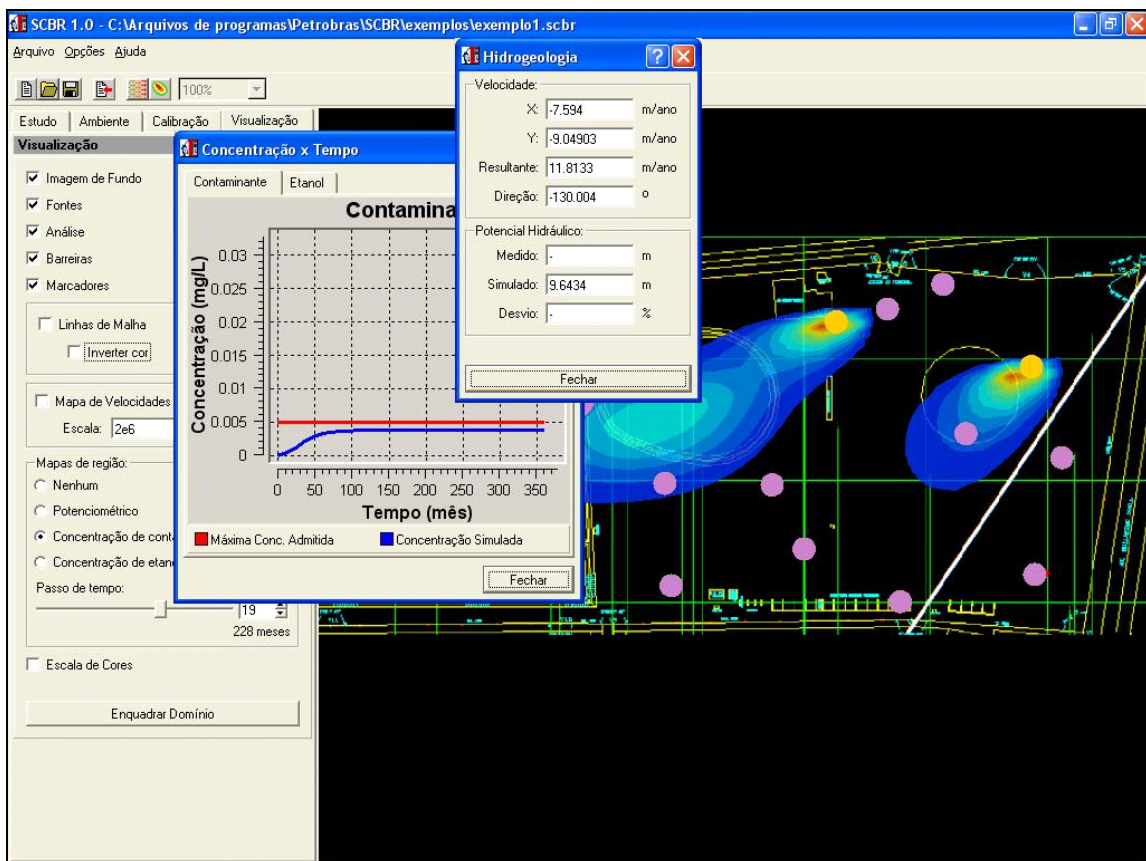 SCBR 1.0 - C:\Arquivos de programas\Petrobras\SCBR\exemplos\exemplo1.scbr
Arquivo Opções Ajuda
100%
Estudo Ambiente Calibração Visualização
Visualização
Imagem de Fundo
Fontes
Análise
Barreiras
Marcadores
Linhas de Malha
Inverter cor
Mapa de Velocidades
Escala: 2e6
Mapas de região:
Nenhum
Potenciométrico
Concentração de cont
Concentração de etan
Passo de tempo:
19
228 meses
Escala de Cores
Enquadrar Domínio
Concentração x Tempo
Contaminante Etanol
Contamina
Concentração (mg/L)
0.03
0.025
0.02
0.015
0.01
0.005
0
0 50 100 150 200 250 300 350
Tempo (mês)
Máxima Conc. Admitida Concentração Simulada
Fechar
Hidrogeologia
Velocidade:
X: -7.594 m/ano
Y: -9.04903 m/ano
Resultante: 11.8133 m/ano
Direção: -130.004 º
Potencial Hidráulico:
Medido: - m
Simulado: 9.6434 m
Desvio: - %
Fechar